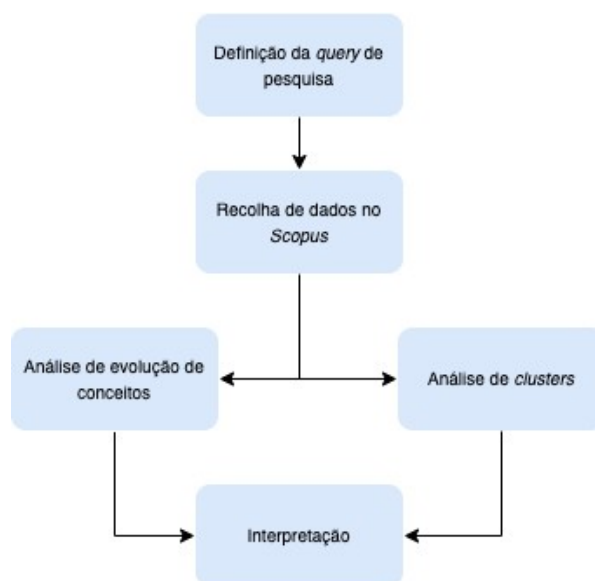 Definição da query de
pesquisa
Recolha de dados no
Scopus
Análise de evolução de
conceitos
Análise de clusters
Interpretação